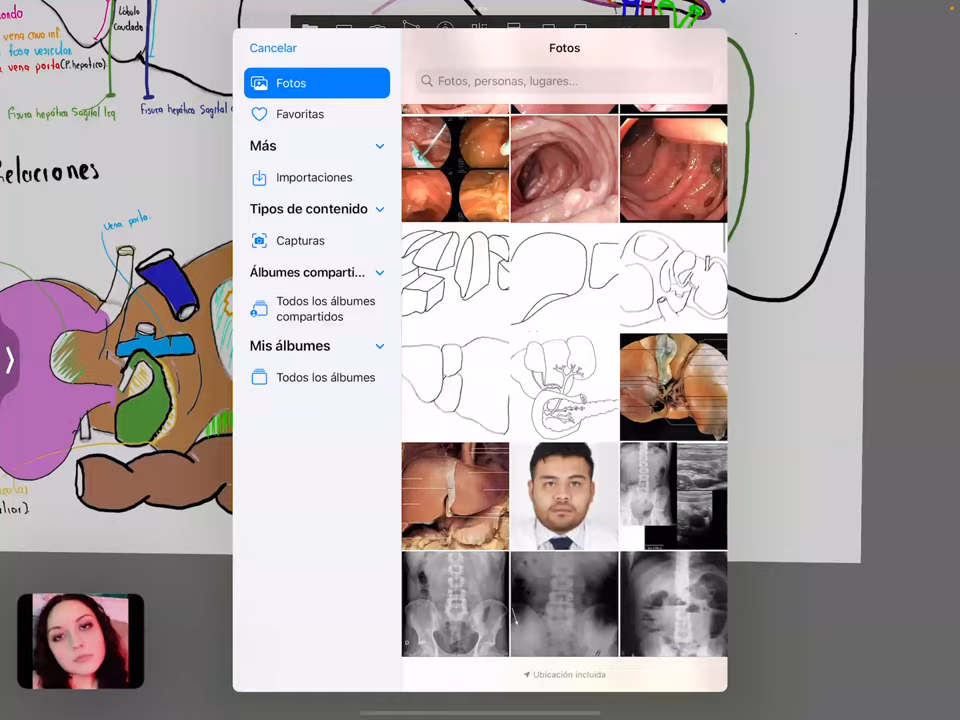 ondo
vena cava inf.
fosa vesicular
a vena porta (P. hepático).
Lóbulo
Caudado
Fisura hepática Sagital Izq
Fisura hepática Sagital
Relaciones
vena porta.
Cancelar
Fotos
Favoritas
Más
Importaciones
Tipos de contenido
Capturas
Álbumes comparti...
Todos los álbumes
compartidos
Mis álbumes
Todos los álbumes
Fotos
Fotos, personas, lugares...
Ubicación incluida